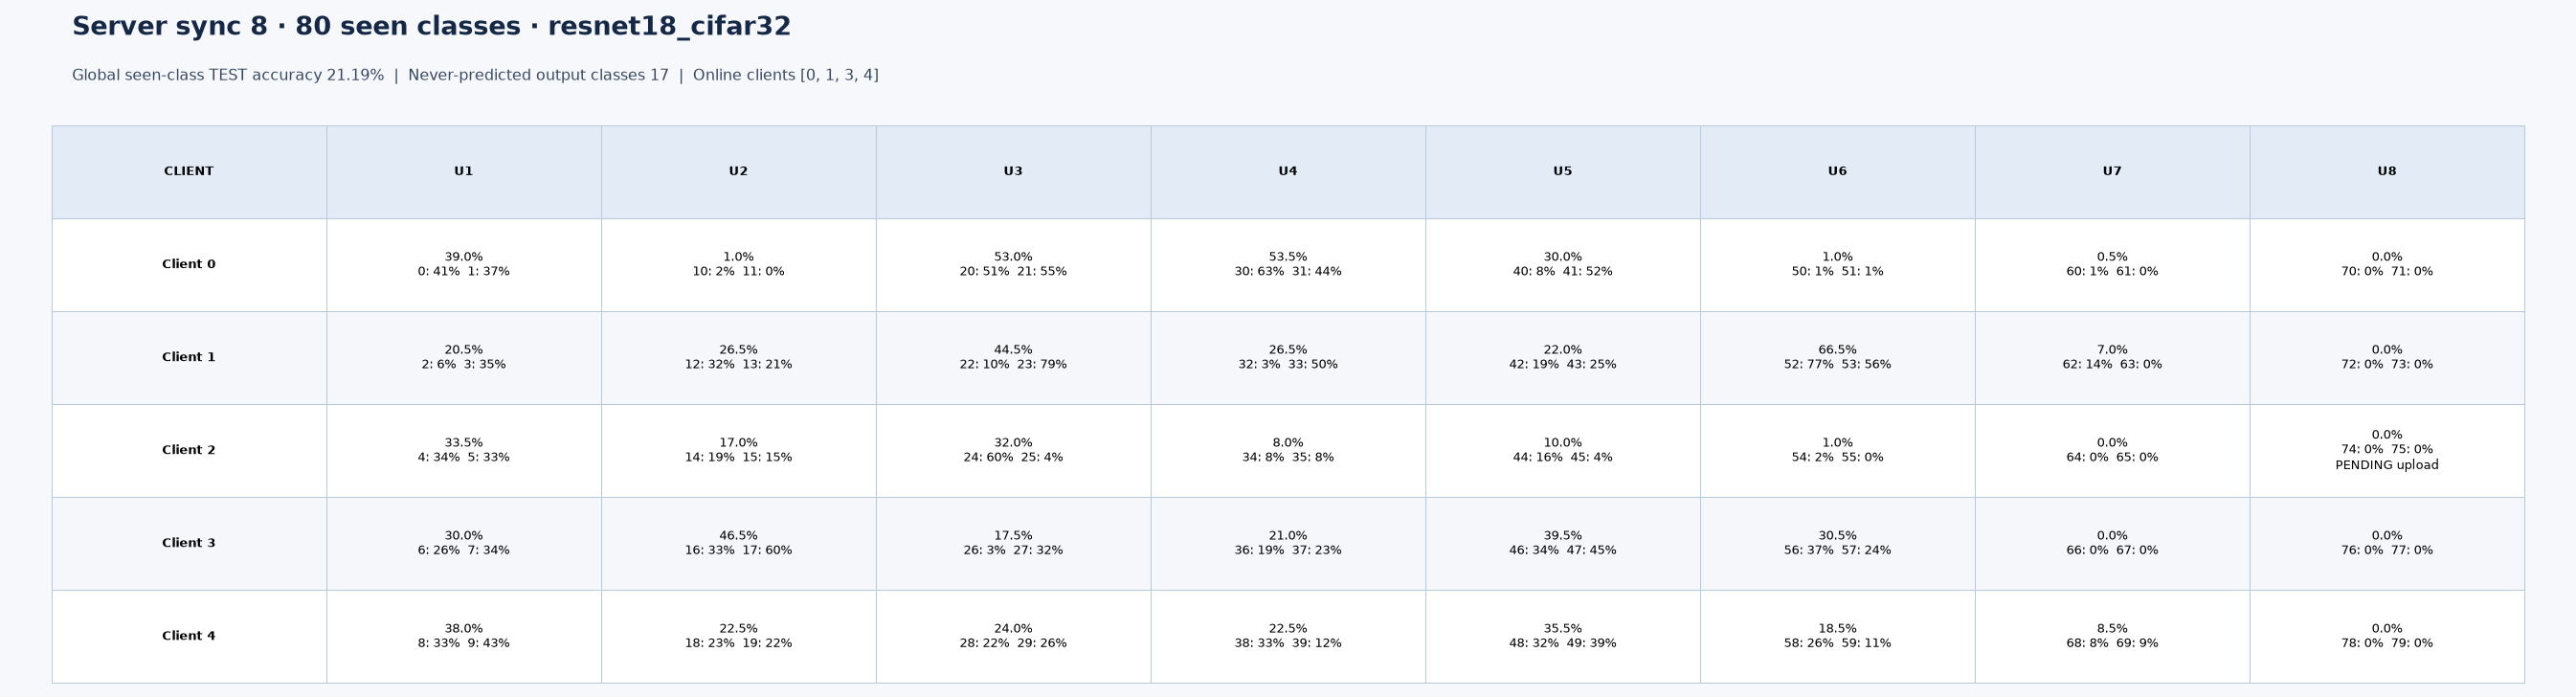 Server sync 8 · 80 seen classes · resnet18_cifar32
Global seen-class TEST accuracy 21.19% | Never-predicted output classes 17 | Online clients [0, 1, 3, 4]
CLIENT U1 U2 U3 U4 U5 U6 U7 U8
Client 0
39.0% 1.0% 53.0% 53.5% 30.0% 1.0% 0.5% 0.0%
0: 41% 1: 37% 10: 2% 11: 0% 20: 51% 21: 55% 30: 63% 31: 44% 40: 8% 41: 52% 50: 1% 51: 1% 60: 1% 61: 0% 70: 0% 71: 0%
Client 1
20.5% 26.5% 44.5% 26.5% 22.0% 66.5% 7.0% 0.0%
2: 6% 3: 35% 12: 32% 13: 21% 22: 10% 23: 79% 32: 3% 33: 50% 42: 19% 43: 25% 52: 77% 53: 56% 62: 14% 63: 0% 72: 0% 73: 0%
Client 2
33.5% 17.0% 32.0% 8.0% 10.0% 1.0% 0.0% 0.0%
4: 34% 5: 33% 14: 19% 15: 15% 24: 60% 25: 4% 34: 8% 35: 8% 44: 16% 45: 4% 54: 2% 55: 0% 64: 0% 65: 0% 74: 0% 75: 0%
PENDING upload
Client 3
30.0% 46.5% 17.5% 21.0% 39.5% 30.5% 0.0% 0.0%
6: 26% 7: 34% 16: 33% 17: 60% 26: 3% 27: 32% 36: 19% 37: 23% 46: 34% 47: 45% 56: 37% 57: 24% 66: 0% 67: 0% 76: 0% 77: 0%
Client 4
38.0% 22.5% 24.0% 22.5% 35.5% 18.5% 8.5% 0.0%
8: 33% 9: 43% 18: 23% 19: 22% 28: 22% 29: 26% 38: 33% 39: 12% 48: 32% 49: 39% 58: 26% 59: 11% 68: 8% 69: 9% 78: 0% 79: 0%